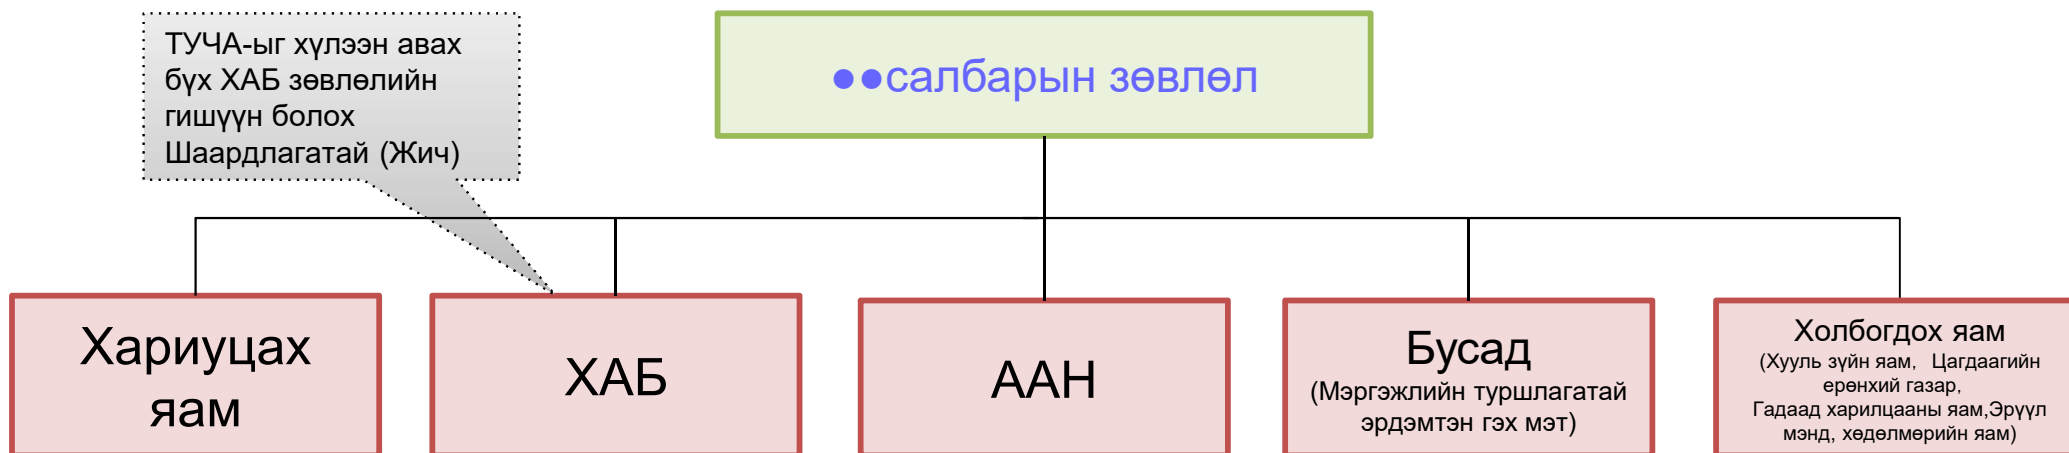 ТУЧА-ыг хүлээн авах
бүх ХАБ зөвлөлийн
гишүүн болох
Шаардлагатай (Жич)
●●салбарын зөвлөл
Хариуцах
яам
ХАБ
ААН
Бусад
(Мэргэжлийн туршлагатай
эрдэмтэн гэх мэт)
Холбогдох яам
(Хууль зүйн яам, Цагдаагийн
ерөнхий газар,
Гадаад харилцааны яам,Эрүүл
мэнд, хөдөлмөрийн яам)